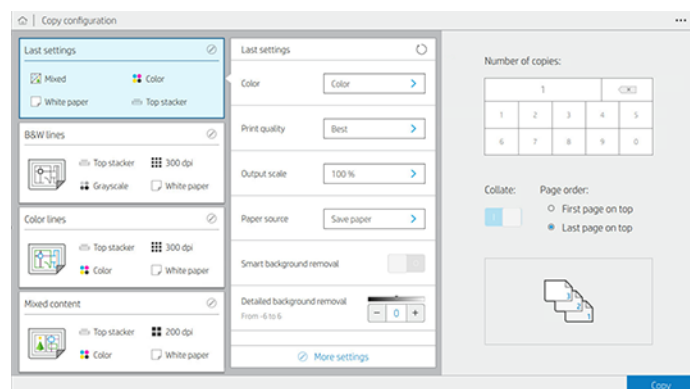 Copy configuration
Last settings
Mixed
Color
White paper
Top stacker
B&W lines
Top stacker
300 dpi
Grayscale
White paper
Color lines
Top stacker
300 dpi
Color
White paper
Mixed content
Top stacker
200 dpi
Color
White paper
Last settings
Color
Color
Print quality
Best
Output scale
100 %
Paper source
Save paper
Smart background removal
Detailed background removal
From -6 to 6
- 0 +
More settings
Number of copies:
1
1 2 3 4 5
6 7 8 9 0
Collate:
Page order:
First page on top
Last page on top
3
2
1
Copy